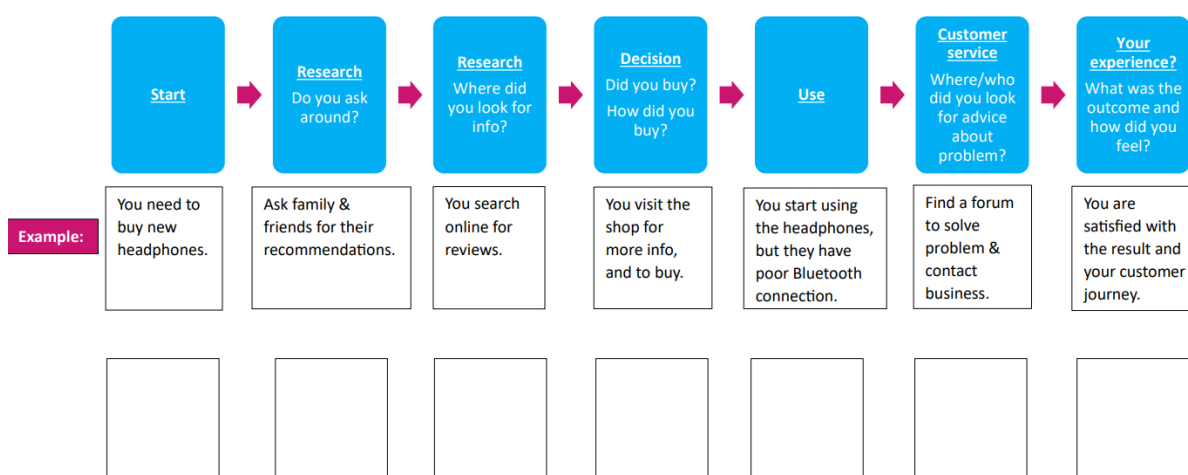 Start
Research
Do you ask
around?
Research
Where did
you look for
info?
Decision
Did you buy?
How did you
buy?
Use
Customer
service
Where/who
did you look
for advice
about
problem?
Your
experience?
What was the
outcome and
how did you
feel?
Example:
You need to
buy new
headphones.
Ask family &
friends for their
recommendations.
You search
online for
reviews.
You visit the
shop for
more info,
and to buy.
You start using
the headphones,
but they have
poor Bluetooth
connection.
Find a forum
to solve
problem &
contact
business.
You are
satisfied with
the result and
your customer
journey.